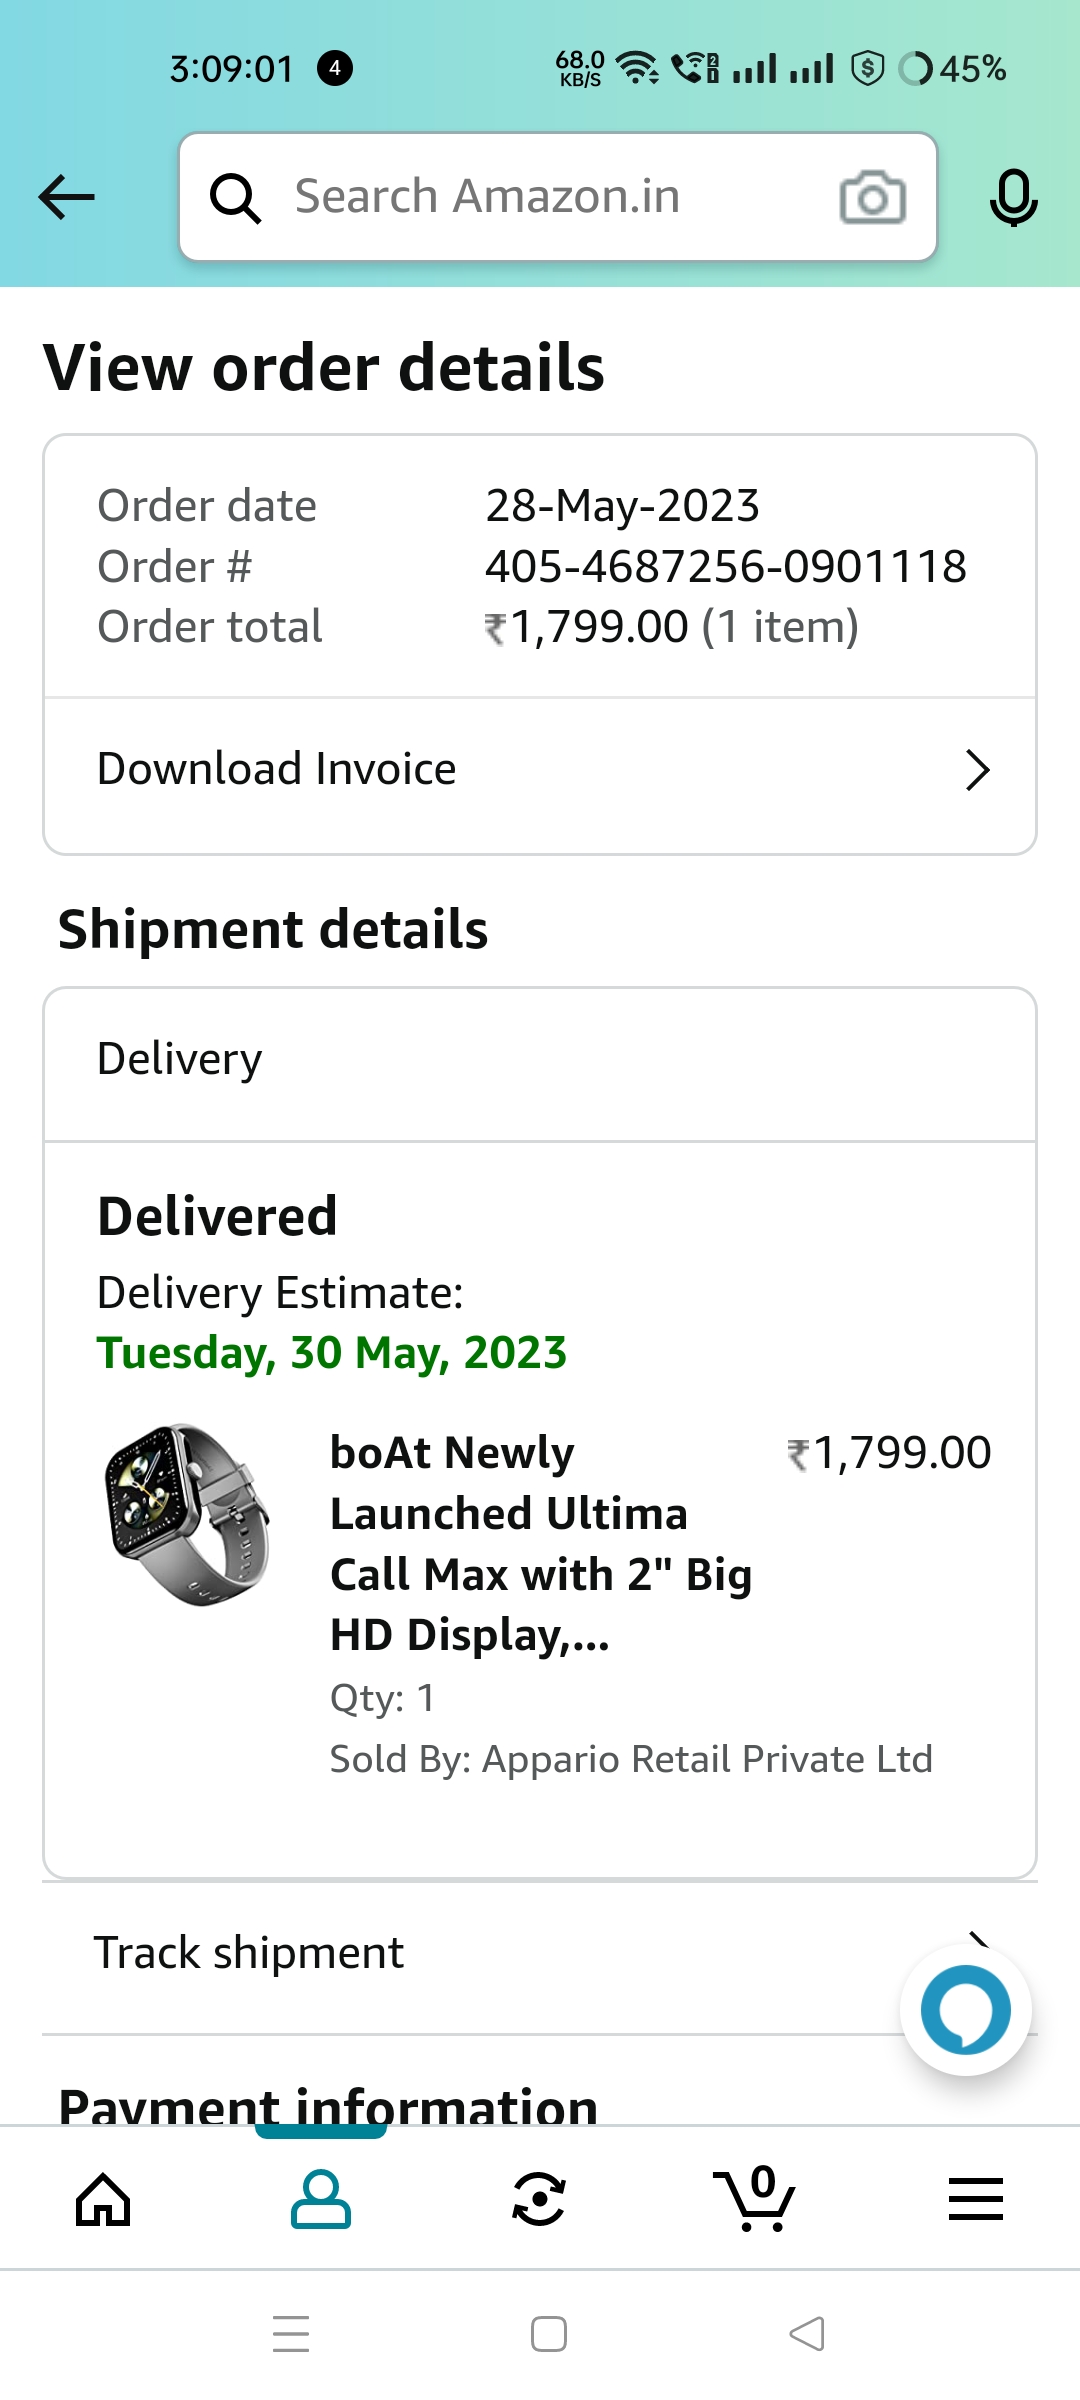 3:09:01 4 68.0 KB/S 2 1 45%
Search Amazon.in
View order details
Order date 28-May-2023
Order # 405-4687256-0901118
Order total ₹1,799.00 (1 item)
Download Invoice
Shipment details
Delivery
Delivered
Delivery Estimate:
Tuesday, 30 May, 2023
boAt Newly ₹1,799.00
Launched Ultima
Call Max with 2" Big
HD Display,...
Qty: 1
Sold By: Appario Retail Private Ltd
Track shipment
Payment information
0